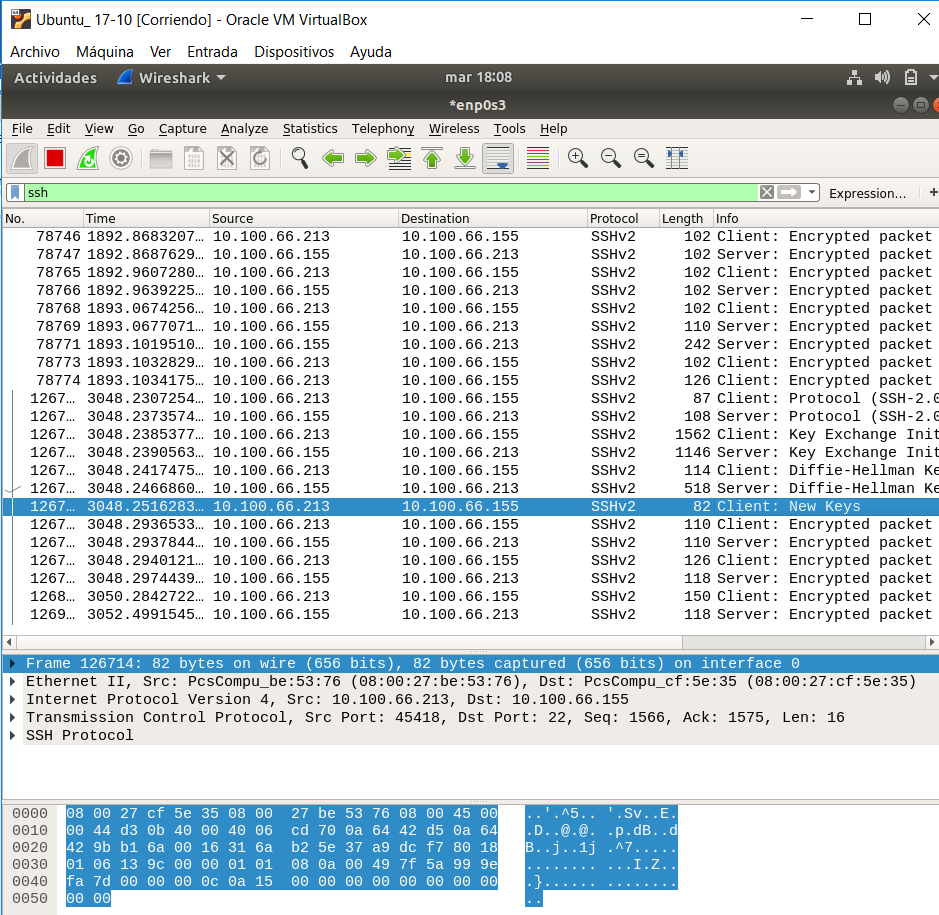 Ubuntu_ 17-10 [Corriendo] - Oracle VM VirtualBox
Archivo Máquina Ver Entrada Dispositivos Ayuda
Actividades Wireshark mar 18:08
*enp0s3
File Edit View Go Capture Analyze Statistics Telephony Wireless Tools Help
ssh Expression... +
No. Time Source Destination Protocol Length Info
78746 1892.8683207... 10.100.66.213 10.100.66.155 SSHv2 102 Client: Encrypted packet
78747 1892.8687629... 10.100.66.155 10.100.66.213 SSHv2 102 Server: Encrypted packet
78765 1892.9607280... 10.100.66.213 10.100.66.155 SSHv2 102 Client: Encrypted packet
78766 1892.9639225... 10.100.66.155 10.100.66.213 SSHv2 102 Server: Encrypted packet
78768 1893.0674256... 10.100.66.213 10.100.66.155 SSHv2 102 Client: Encrypted packet
78769 1893.0677071... 10.100.66.155 10.100.66.213 SSHv2 110 Server: Encrypted packet
78771 1893.1019510... 10.100.66.155 10.100.66.213 SSHv2 242 Server: Encrypted packet
78773 1893.1032829... 10.100.66.213 10.100.66.155 SSHv2 102 Client: Encrypted packet
78774 1893.1034175... 10.100.66.213 10.100.66.155 SSHv2 126 Client: Encrypted packet
1267... 3048.2307254... 10.100.66.213 10.100.66.155 SSHv2 87 Client: Protocol (SSH-2.0
1267... 3048.2373574... 10.100.66.155 10.100.66.213 SSHv2 108 Server: Protocol (SSH-2.0
1267... 3048.2385377... 10.100.66.213 10.100.66.155 SSHv2 1562 Client: Key Exchange Init
1267... 3048.2390563... 10.100.66.155 10.100.66.213 SSHv2 1146 Server: Key Exchange Init
1267... 3048.2417475... 10.100.66.213 10.100.66.155 SSHv2 114 Client: Diffie-Hellman Ke
1267... 3048.2466860... 10.100.66.155 10.100.66.213 SSHv2 518 Server: Diffie-Hellman Ke
1267... 3048.2516283... 10.100.66.213 10.100.66.155 SSHv2 82 Client: New Keys
1267... 3048.2936533... 10.100.66.213 10.100.66.155 SSHv2 110 Client: Encrypted packet
1267... 3048.2937844... 10.100.66.155 10.100.66.213 SSHv2 110 Server: Encrypted packet
1267... 3048.2940121... 10.100.66.213 10.100.66.155 SSHv2 126 Client: Encrypted packet
1267... 3048.2974439... 10.100.66.155 10.100.66.213 SSHv2 118 Server: Encrypted packet
1268... 3050.2842722... 10.100.66.213 10.100.66.155 SSHv2 150 Client: Encrypted packet
1269... 3052.4991545... 10.100.66.155 10.100.66.213 SSHv2 118 Server: Encrypted packet
Frame 126714: 82 bytes on wire (656 bits), 82 bytes captured (656 bits) on interface 0
Ethernet II, Src: PcsCompu_be:53:76 (08:00:27:be:53:76), Dst: PcsCompu_cf:5e:35 (08:00:27:cf:5e:35)
Internet Protocol Version 4, Src: 10.100.66.213, Dst: 10.100.66.155
Transmission Control Protocol, Src Port: 45418, Dst Port: 22, Seq: 1566, Ack: 1575, Len: 16
SSH Protocol
0000 08 00 27 cf 5e 35 08 00 27 be 53 76 08 00 45 00 ..'.^5.. '.Sv..E.
0010 00 44 d3 0b 40 00 40 06 cd 70 0a 64 42 d5 0a 64 .D..@.@. .p.dB..d
0020 42 9b b1 6a 00 16 31 6a b2 5e 37 a9 dc f7 80 18 B..j..1j .^7.....
0030 01 06 13 9c 00 00 01 01 08 0a 00 49 7f 5a 99 9e ........ ...I.Z..
0040 fa 7d 00 00 00 0c 0a 15 00 00 00 00 00 00 00 00 .}...... ........
0050 00 00 ..